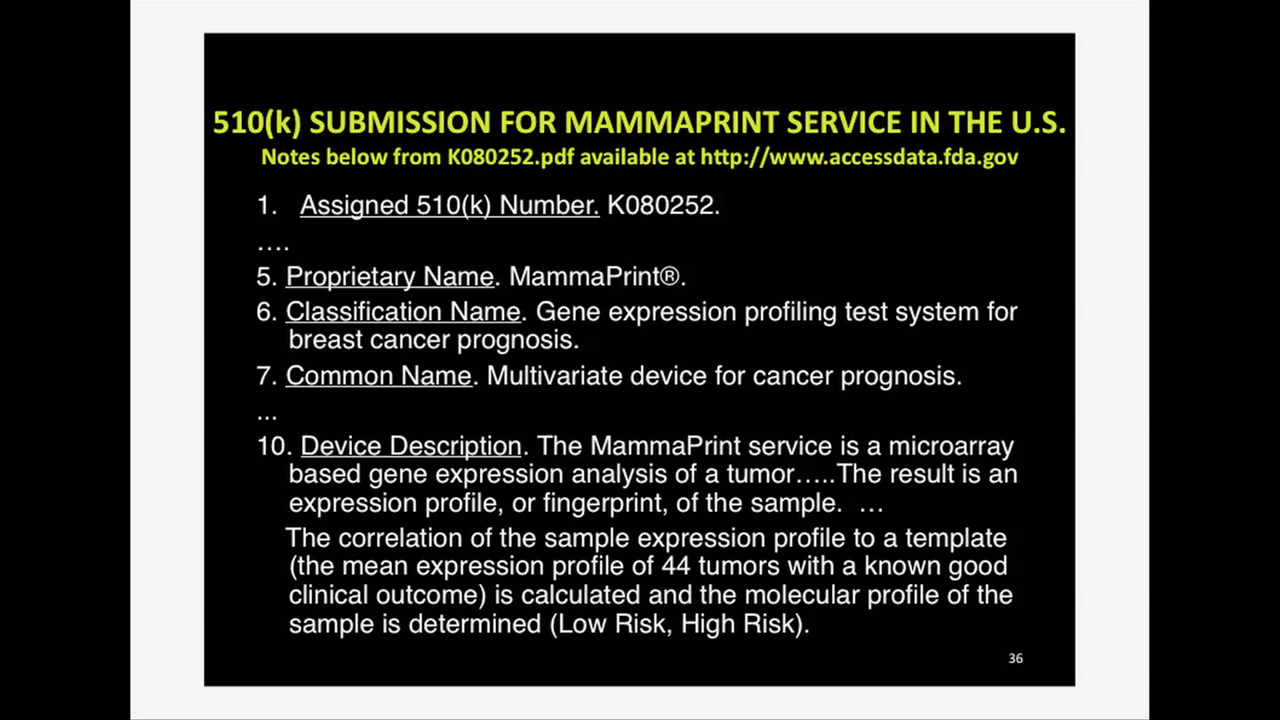 510(k) SUBMISSION FOR MAMMAPRINT SERVICE IN THE U.S.
Notes below from K080252.pdf available at http://www.accessdata.fda.gov
1. Assigned 510(k) Number. K080252.
….
5. Proprietary Name. MammaPrint®.
6. Classification Name. Gene expression profiling test system for
breast cancer prognosis.
7. Common Name. Multivariate device for cancer prognosis.
...
10. Device Description. The MammaPrint service is a microarray
based gene expression analysis of a tumor…..The result is an
expression profile, or fingerprint, of the sample. …
The correlation of the sample expression profile to a template
(the mean expression profile of 44 tumors with a known good
clinical outcome) is calculated and the molecular profile of the
sample is determined (Low Risk, High Risk).
36